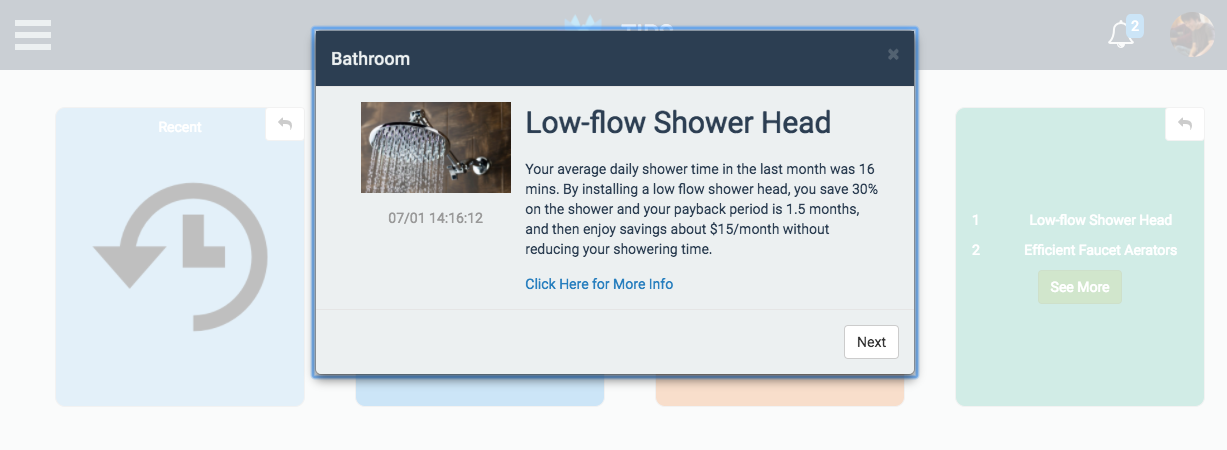 TIPS
2
Bathroom
×
Low-flow Shower Head
Your average daily shower time in the last month was 16
mins. By installing a low flow shower head, you save 30%
on the shower and your payback period is 1.5 months,
and then enjoy savings about $15/month without
reducing your showering time.
07/01 14:16:12
Click Here for More Info
Next
Recent
1 Low-flow Shower Head
2 Efficient Faucet Aerators
See More